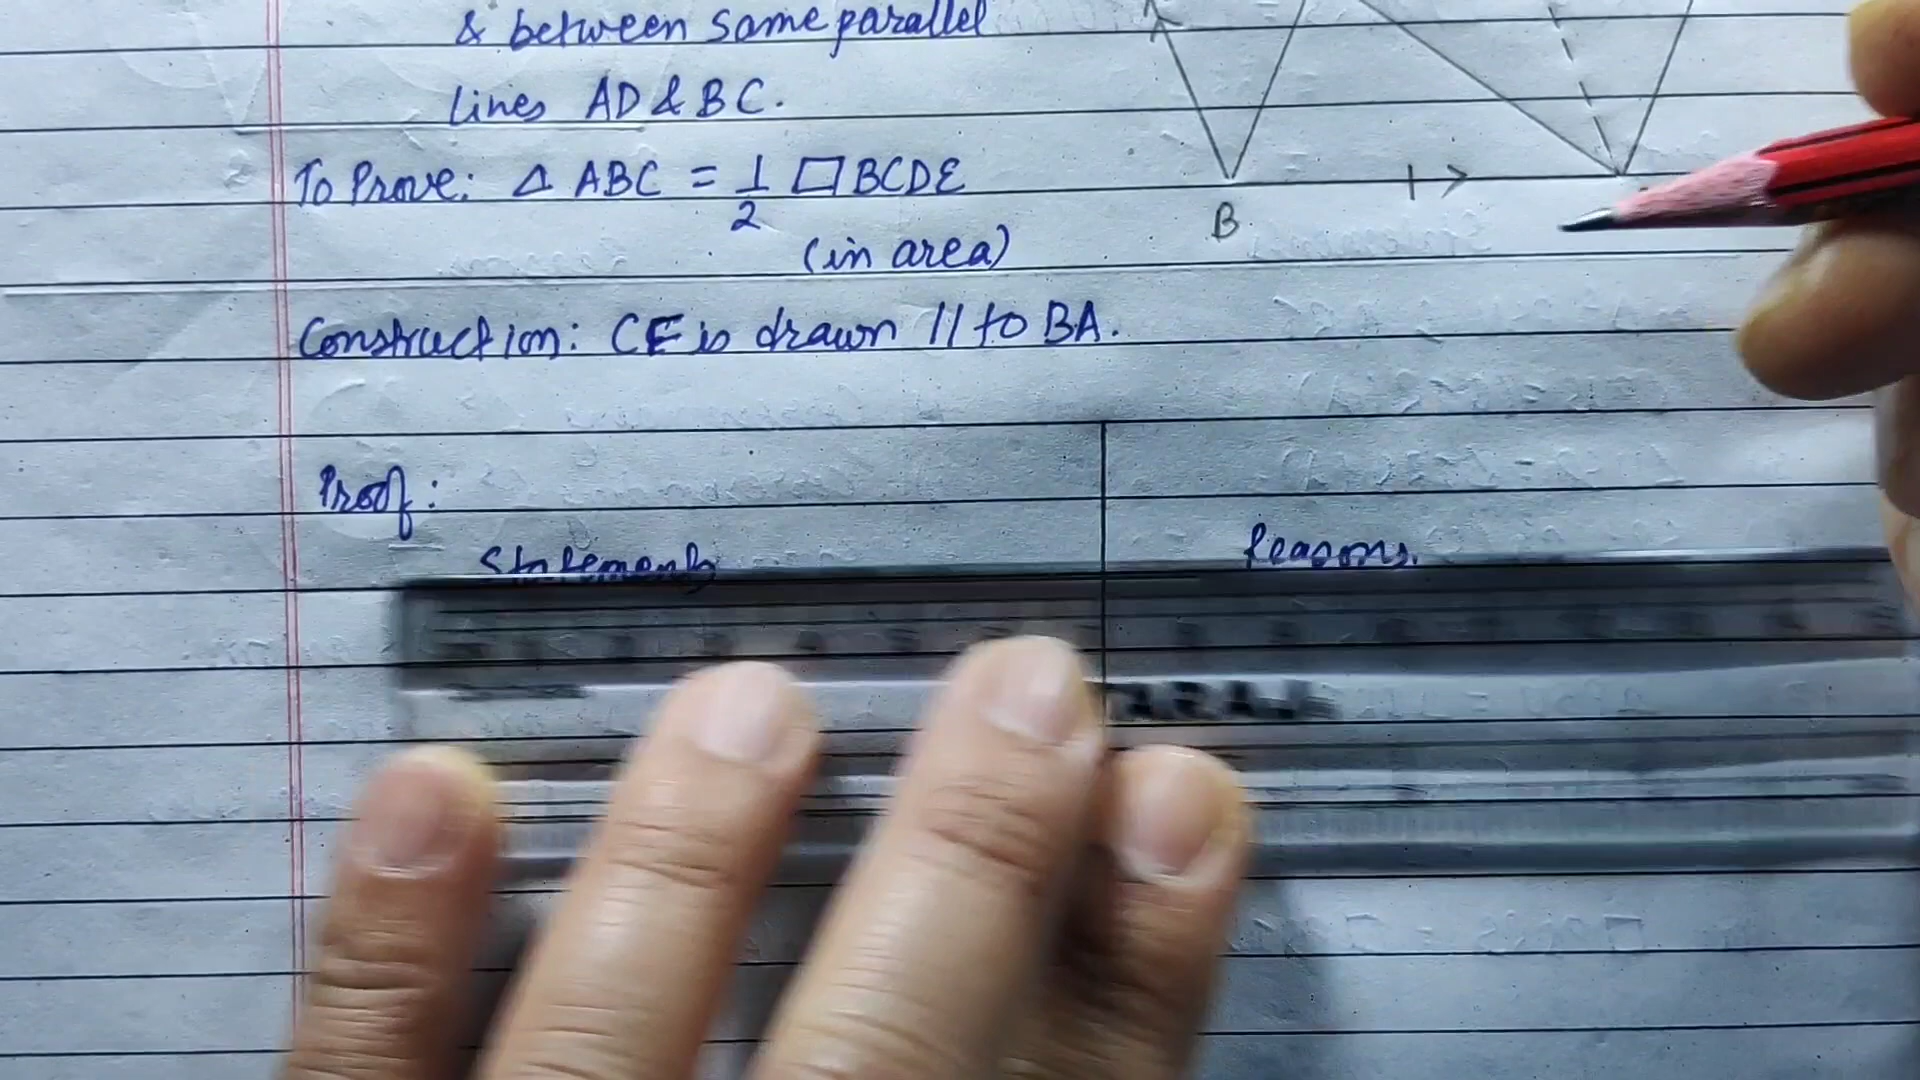 & between same parallel
lines AD & BC.
To Prove: △ ABC = 1/2 ▭ BCDE
(in area)
B
Construction: CF is drawn // to BA.
Proof:
Statements
Reasons.